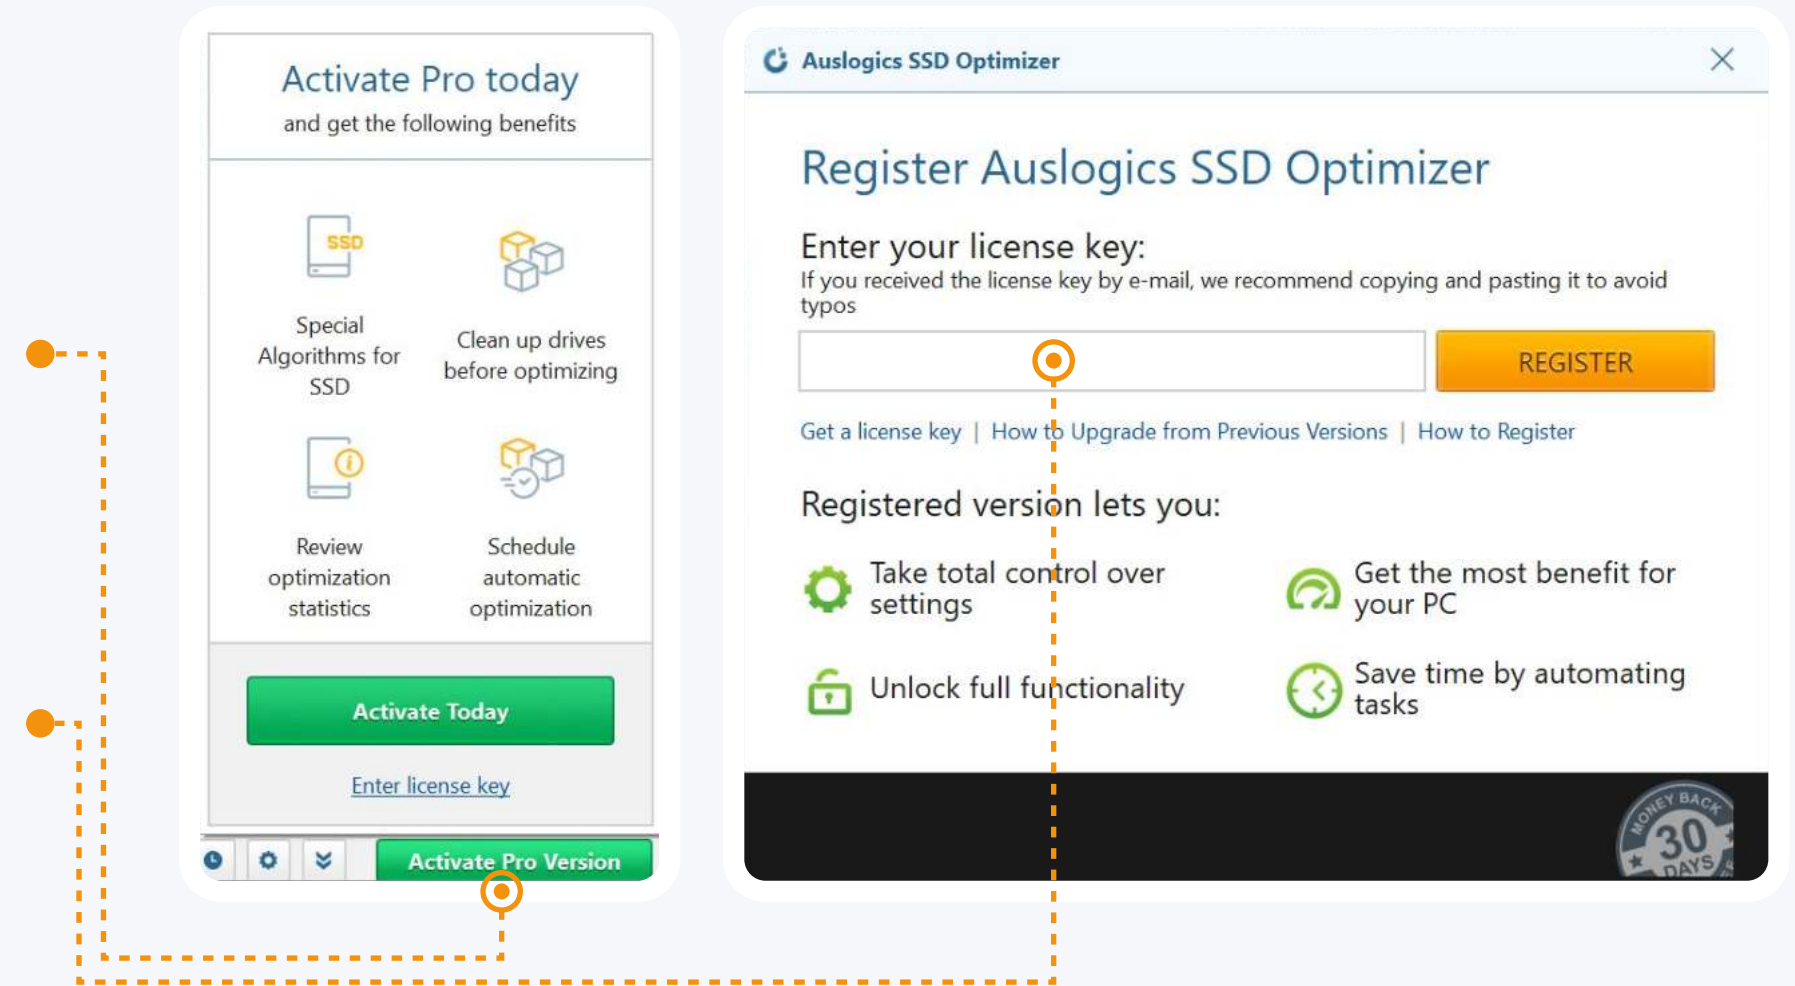 Activate Pro today
and get the following benefits
SSD
Special
Algorithms for
SSD
Clean up drives
before optimizing
Review
optimization
statistics
Schedule
automatic
optimization
Activate Today
Enter license key
Activate Pro Version
Auslogics SSD Optimizer
Register Auslogics SSD Optimizer
Enter your license key:
If you received the license key by e-mail, we recommend copying and pasting it to avoid
typos
REGISTER
Get a license key | How to Upgrade from Previous Versions | How to Register
Registered version lets you:
Take total control over
settings
Get the most benefit for
your PC
Unlock full functionality
Save time by automating
tasks
MONEY BACK
30
DAYS